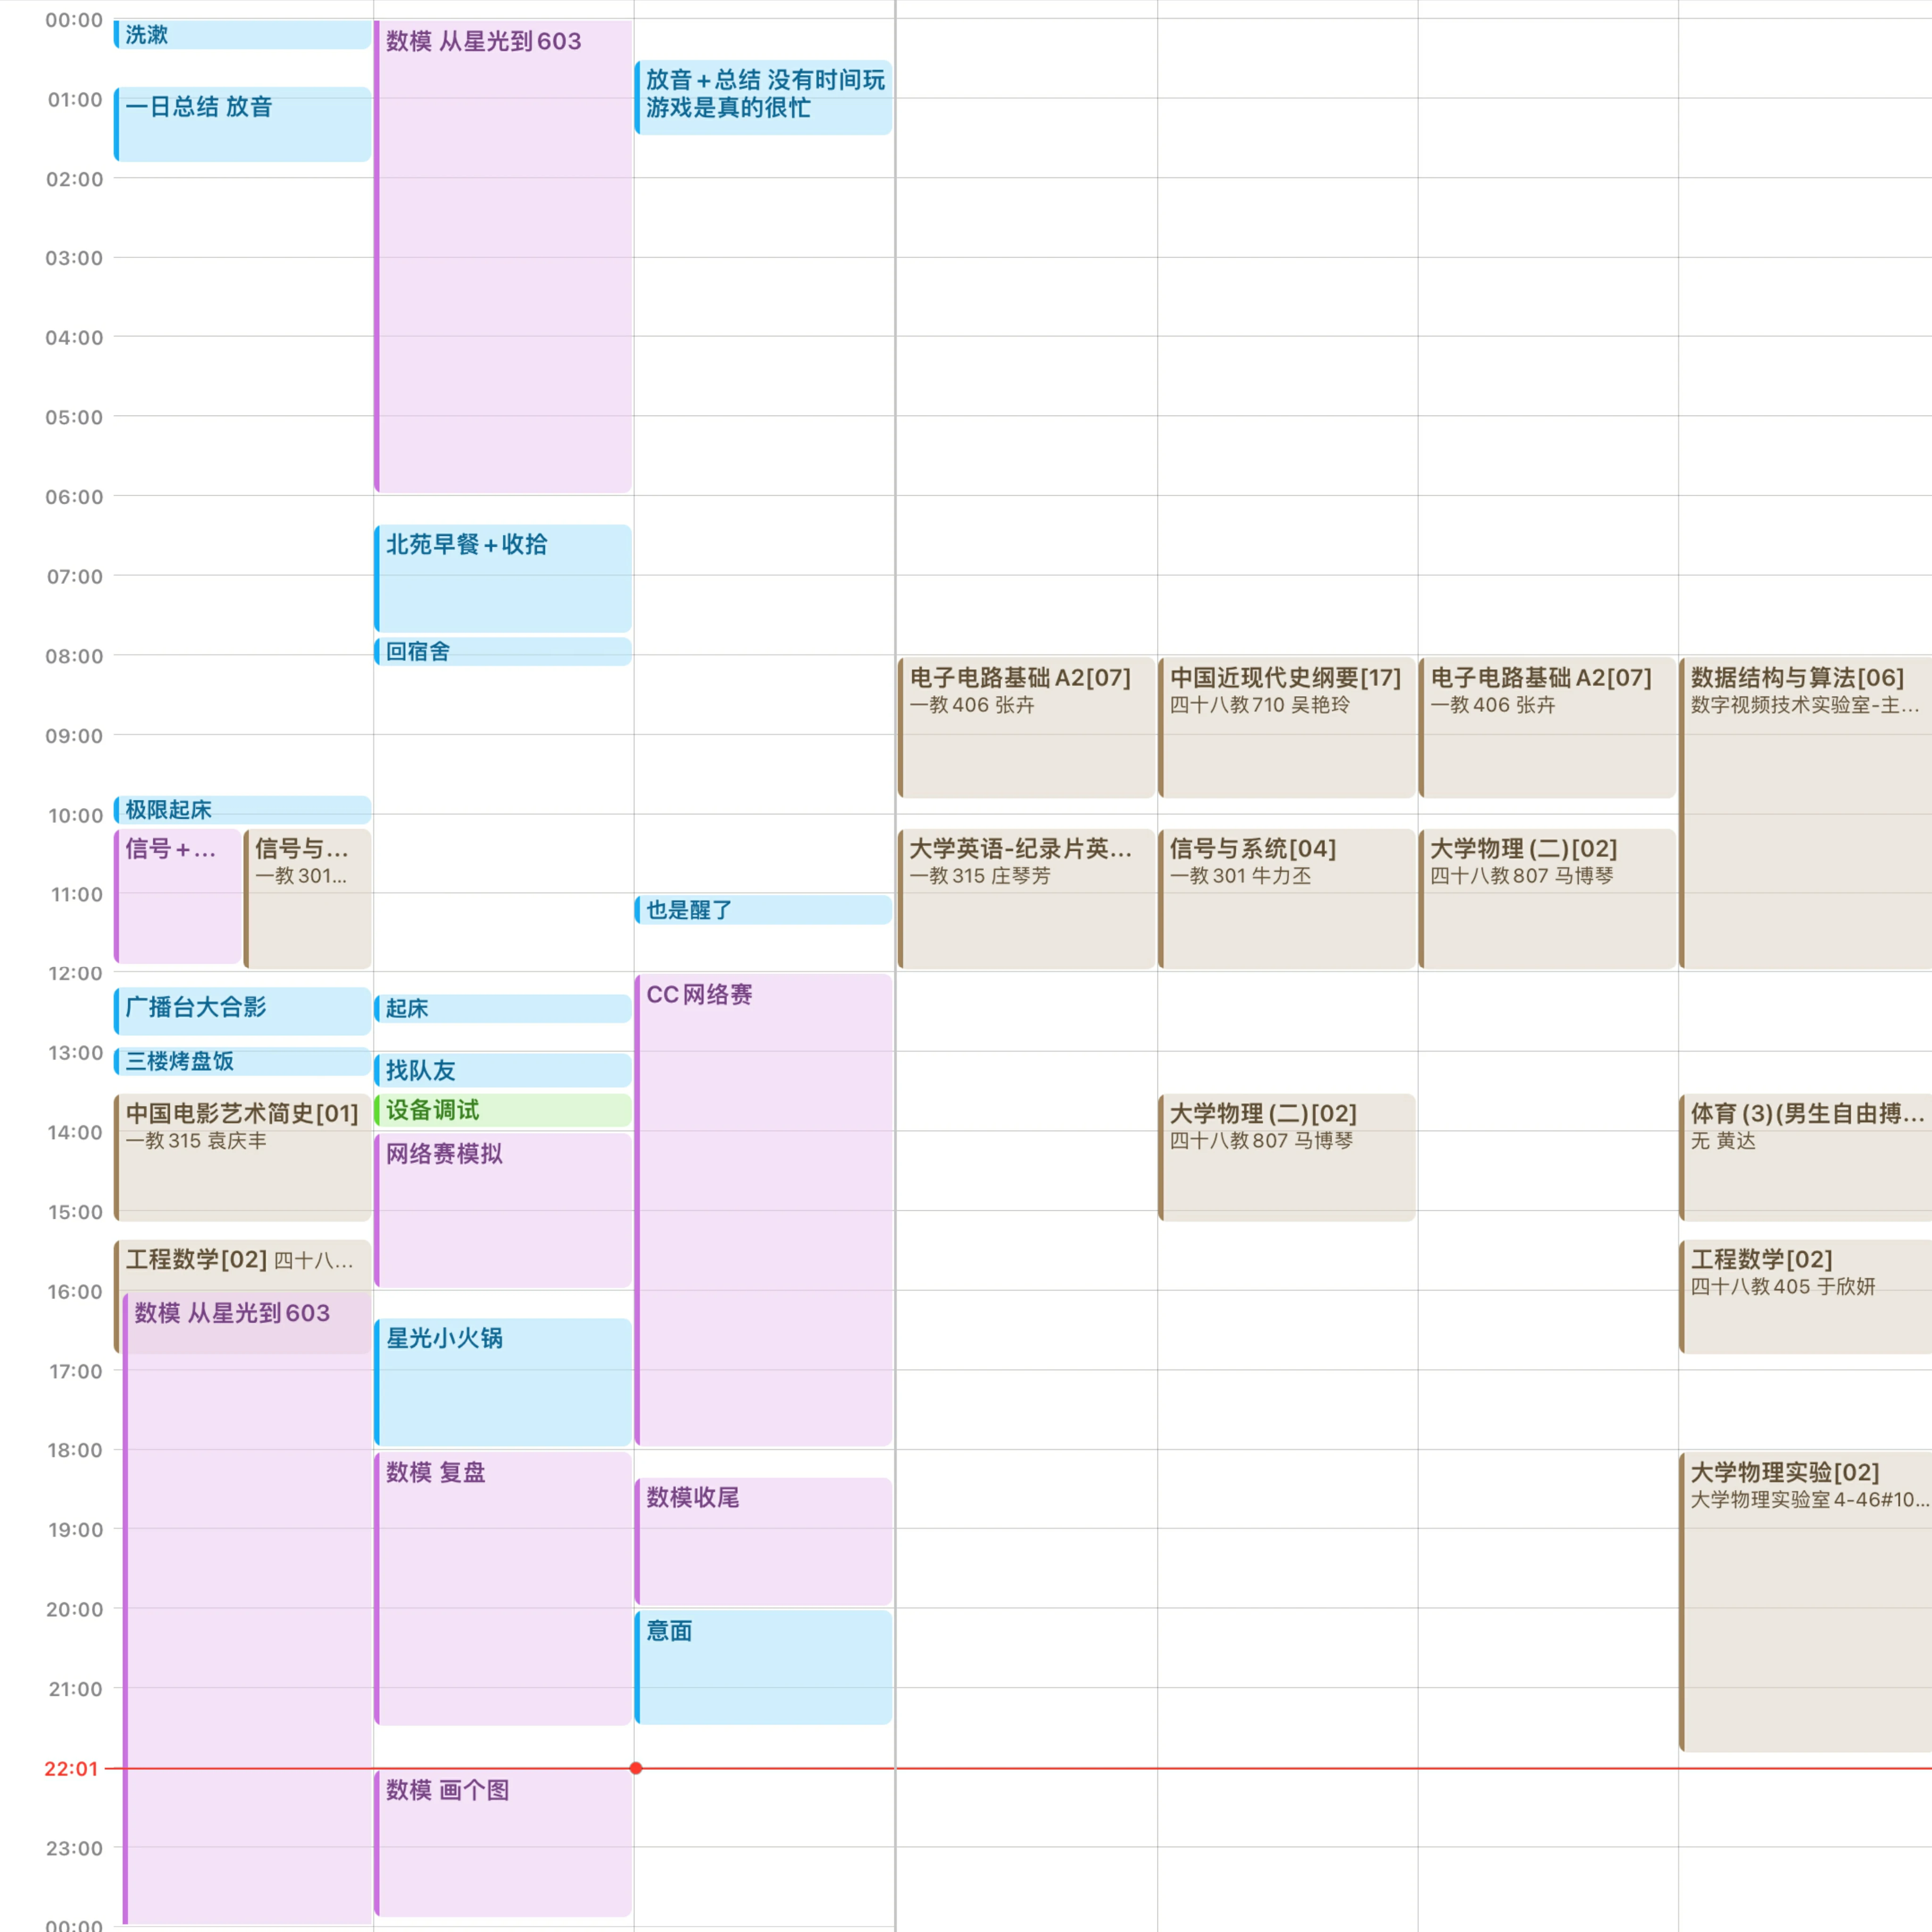 00:00
01:00
02:00
03:00
04:00
05:00
06:00
07:00
08:00
09:00
10:00
11:00
12:00
13:00
14:00
15:00
16:00
17:00
18:00
19:00
20:00
21:00
22:01
23:00
00:00
洗漱
一日总结 放音
极限起床
信号+…
信号与…
一教301…
广播台大合影
三楼烤盘饭
中国电影艺术简史[01]
一教315 袁庆丰
工程数学[02] 四十八…
数模 从星光到603
数模 从星光到603
北苑早餐+收拾
回宿舍
起床
找队友
设备调试
网络赛模拟
星光小火锅
数模 复盘
数模 画个图
放音+总结 没有时间玩
游戏是真的很忙
也是醒了
CC网络赛
数模收尾
意面
电子电路基础A2[07]
一教406 张卉
大学英语-纪录片英…
一教315 庄琴芳
中国近现代史纲要[17]
四十八教710 吴艳玲
信号与系统[04]
一教301 牛力丕
大学物理(二)[02]
四十八教807 马博琴
电子电路基础A2[07]
一教406 张卉
大学物理(二)[02]
四十八教807 马博琴
数据结构与算法[06]
数字视频技术实验室-主…
体育(3)(男生自由搏…
无 黄达
工程数学[02]
四十八教405 于欣妍
大学物理实验[02]
大学物理实验室4-46#10…